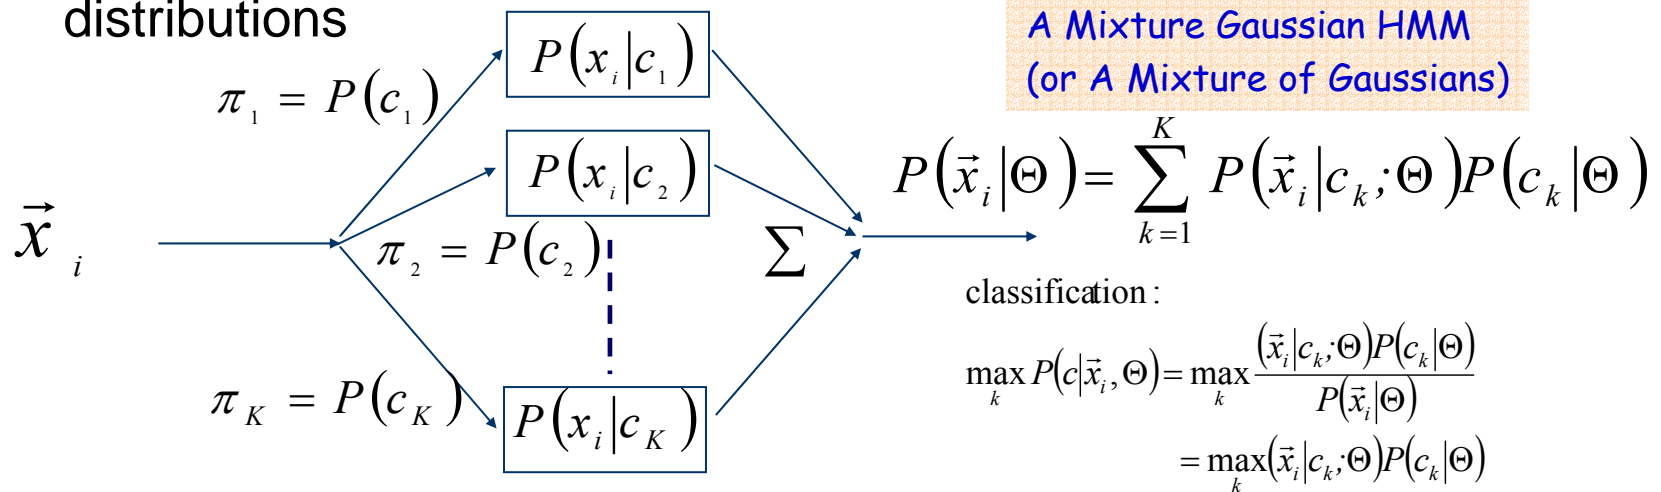 distributions
A Mixture Gaussian HMM
(or A Mixture of Gaussians)
P(x_i|c_1)
π_1 = P(c_1)
P(x_i|c_2)
P(x⃗_i|Θ) = ∑_{k=1}^{K} P(x⃗_i|c_k;Θ)P(c_k|Θ)
x⃗_i
π_2 = P(c_2)
∑
classification:
max_k P(c|x⃗_i,Θ) = max_k (x⃗_i|c_k;Θ)P(c_k|Θ) / P(x⃗_i|Θ)
π_K = P(c_K)
P(x_i|c_K)
= max_k (x⃗_i|c_k;Θ)P(c_k|Θ)